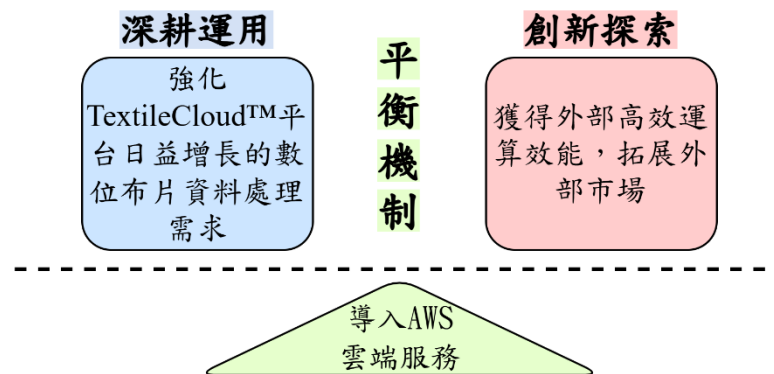 深耕運用
強化
TextileCloud™平
台日益增長的數
位布片資料處理
需求
平
衡
機
制
創新探索
獲得外部高效運
算效能，拓展外
部市場
導入AWS
雲端服務